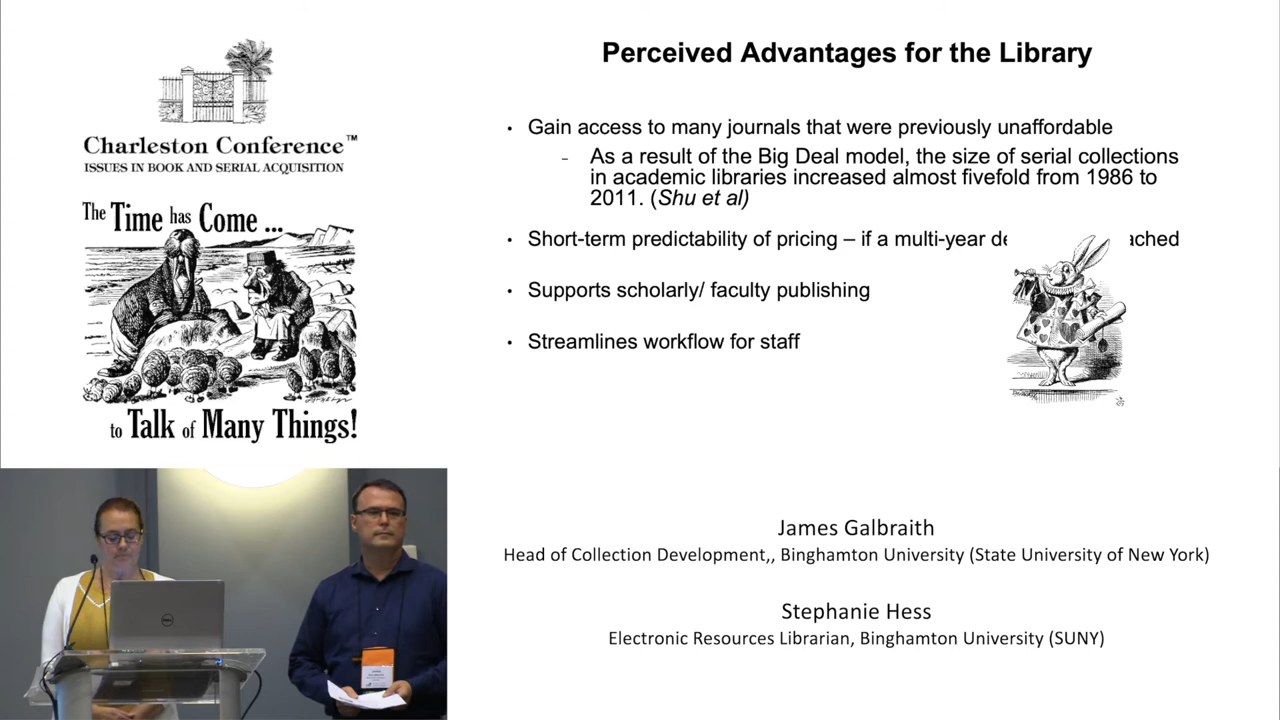 Charleston Conference™
ISSUES IN BOOK AND SERIAL ACQUISITION
The Time has Come ...
to Talk of Many Things!
Perceived Advantages for the Library
• Gain access to many journals that were previously unaffordable
- As a result of the Big Deal model, the size of serial collections
in academic libraries increased almost fivefold from 1986 to
2011. (Shu et al)
• Short-term predictability of pricing – if a multi-year
• Supports scholarly/ faculty publishing
• Streamlines workflow for staff
James Galbraith
Head of Collection Development,, Binghamton University (State University of New York)
Stephanie Hess
Electronic Resources Librarian, Binghamton University (SUNY)
DELL